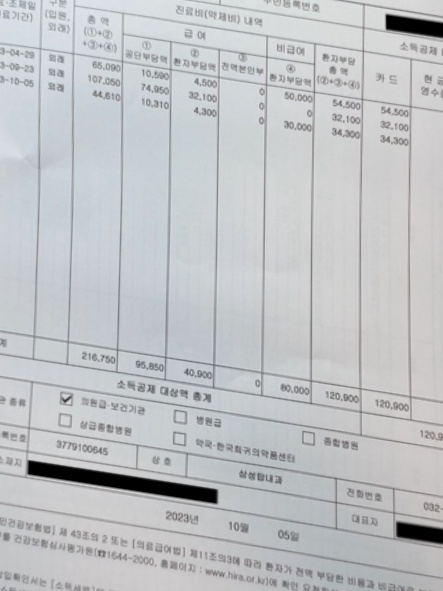 진료비(약제비) 내역
·조제일
료기간)
구분
(입원,
외래)
총 액
(①+②
+③+④)
급 여
①
공단부담액
②
환자부담액
③
전액본인부
비급여
④
환자부담액
환자부담
총 액
(②+③+④)
소득공제
카 드
현 금
영수
3-04-29 외래 65,090 10,590 4,500 0 50,000 54,500 54,500
3-09-23 외래 107,050 74,950 32,100 0 0 32,100 32,100
3-10-05 외래 44,610 10,310 4,300 0 30,000 34,300 34,300
계 216,750 95,850 40,900 0 80,000 120,900 120,900
소득공제 대상액 총계 120,9
관 종류 의원급·보건기관 병원급 종합병원
상급종합병원 약국·한국희귀의약품센터
록번호 3779100645 상 호 삼성탑내과 전화번호 032-
소재지 대표자
2023년 10월 05일
민건강보험법] 제 43조의 2 또는 [의료급여법] 제11조의3에 따라 환자가 전액 부담한 비용과 비급여로
를 건강보험심사평가원(☎1644-2000, 홈페이지 : www.hira.or.kr)에 확인 요청하
납입확인서는 [소득세법]